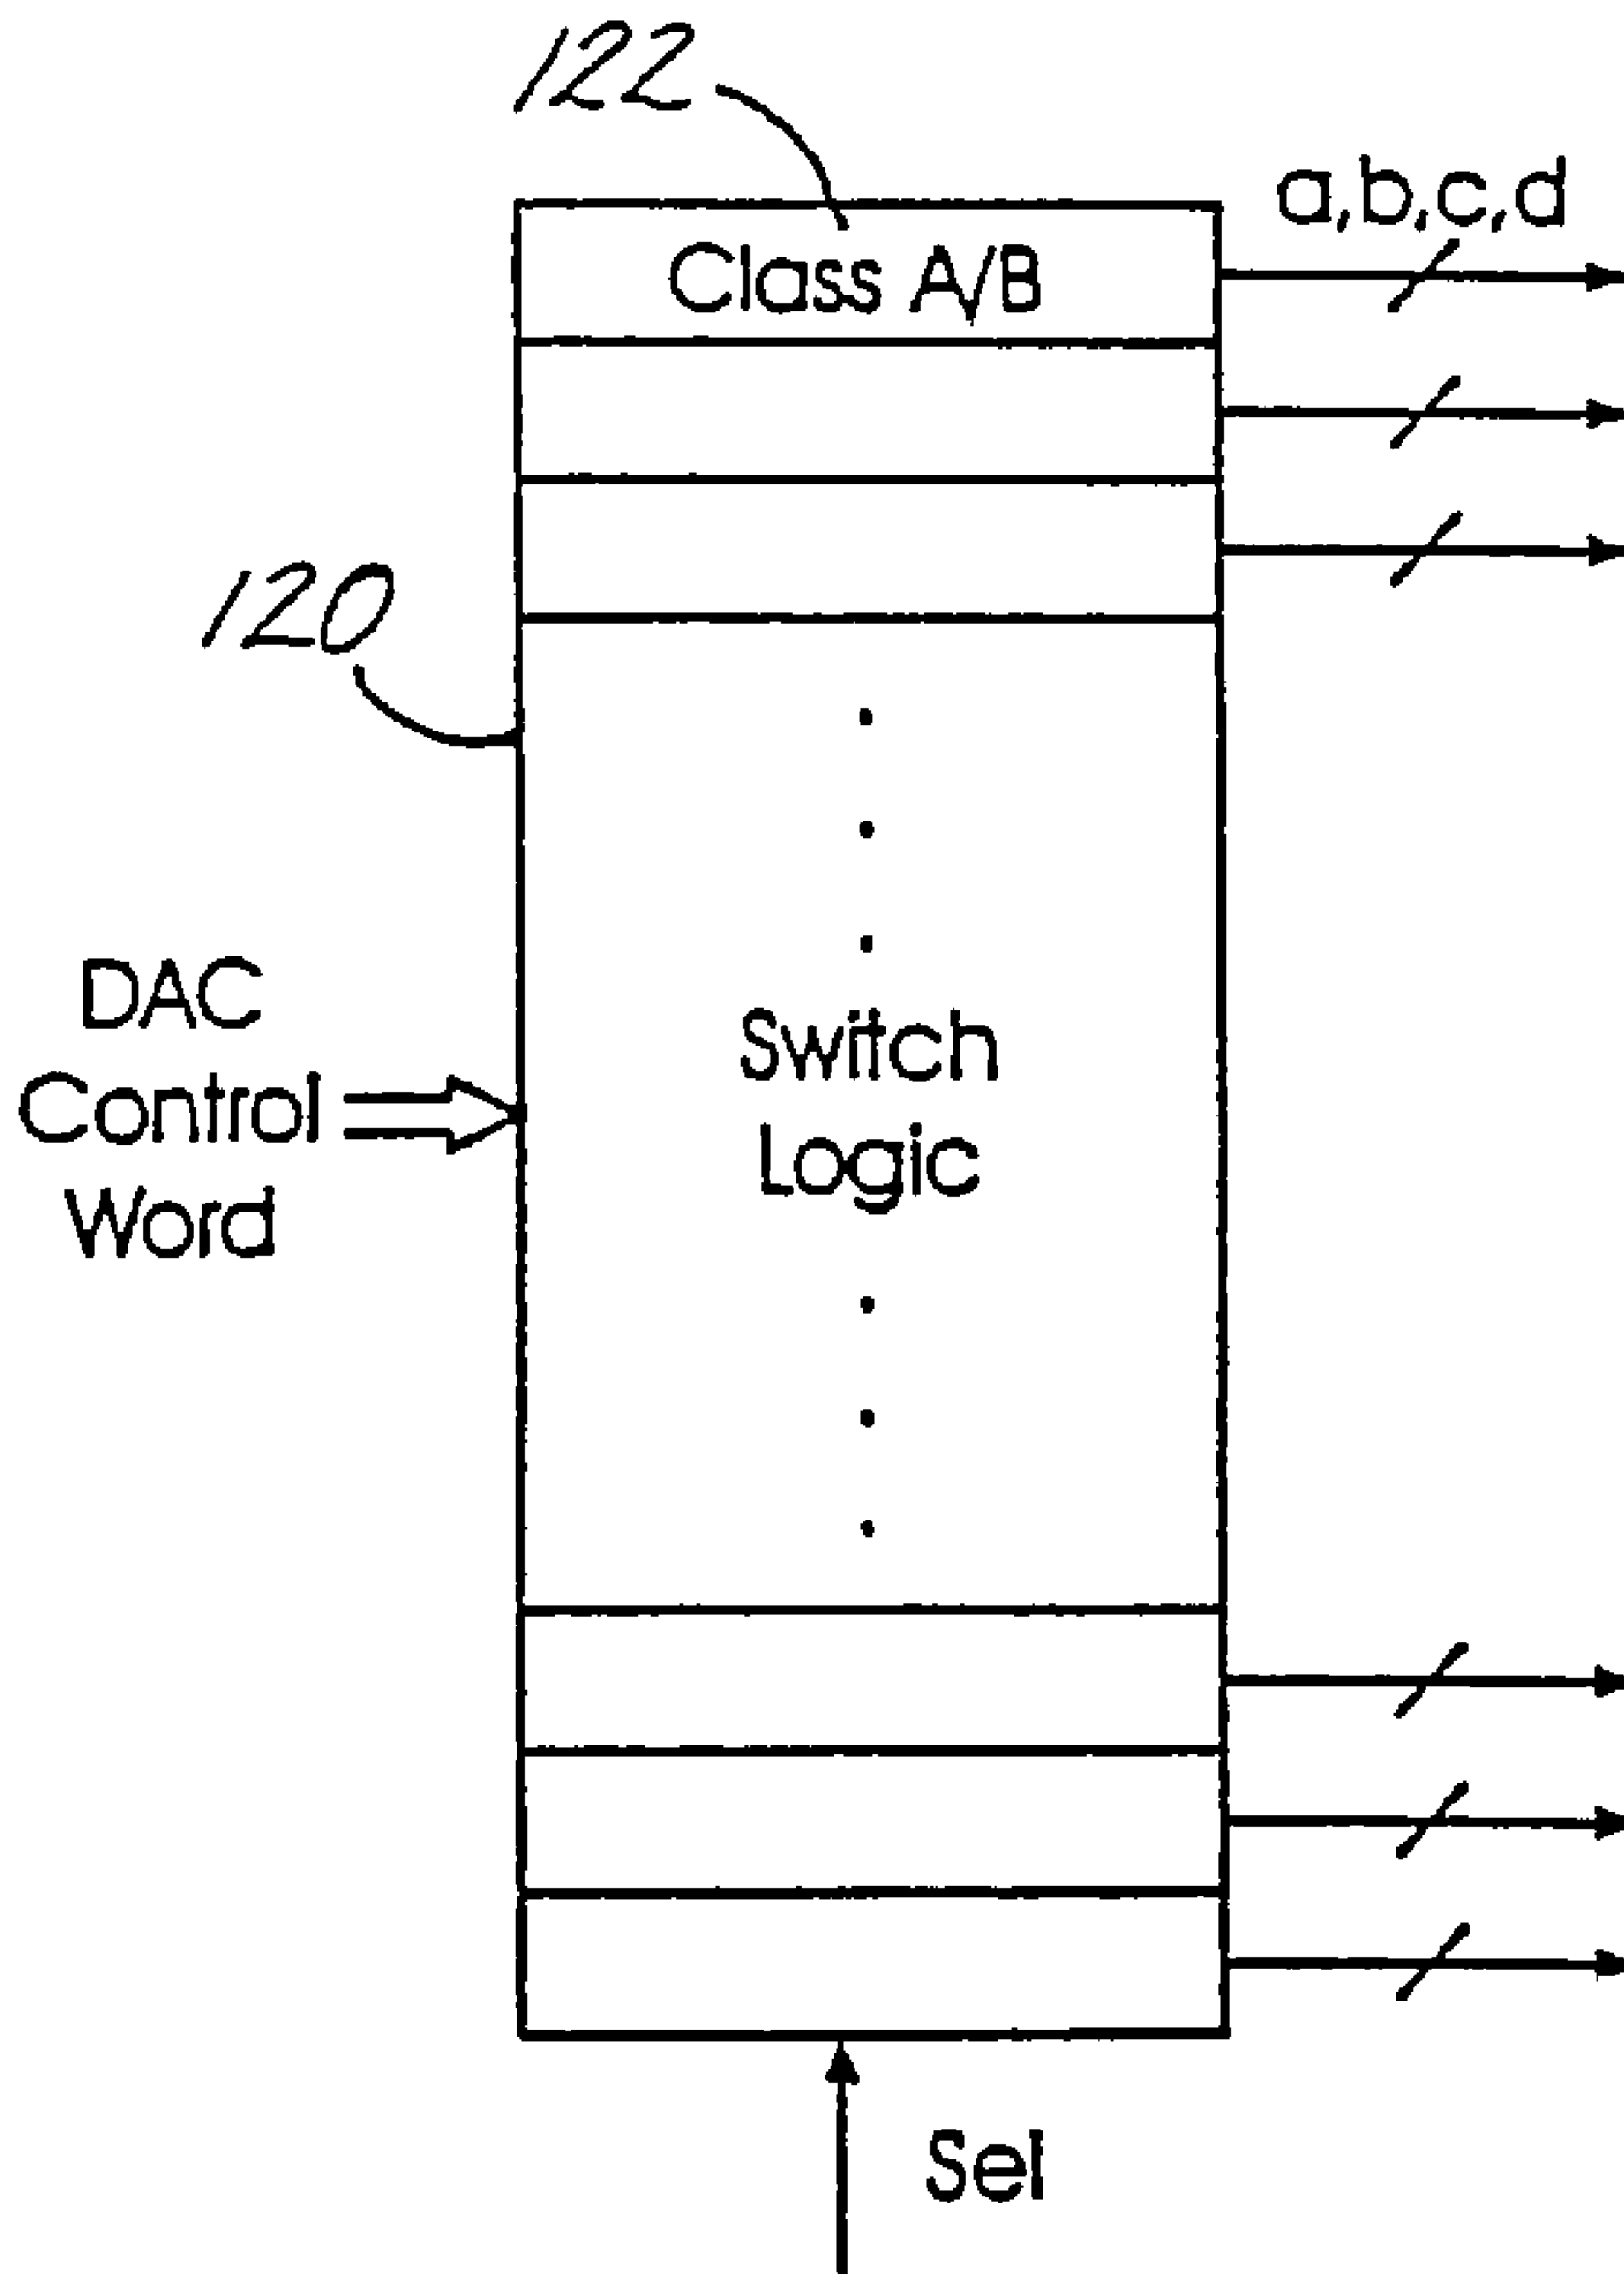 122
a,b,c,d
Class A/B
120
DAC
Control
Word
Switch
Logic
Sel